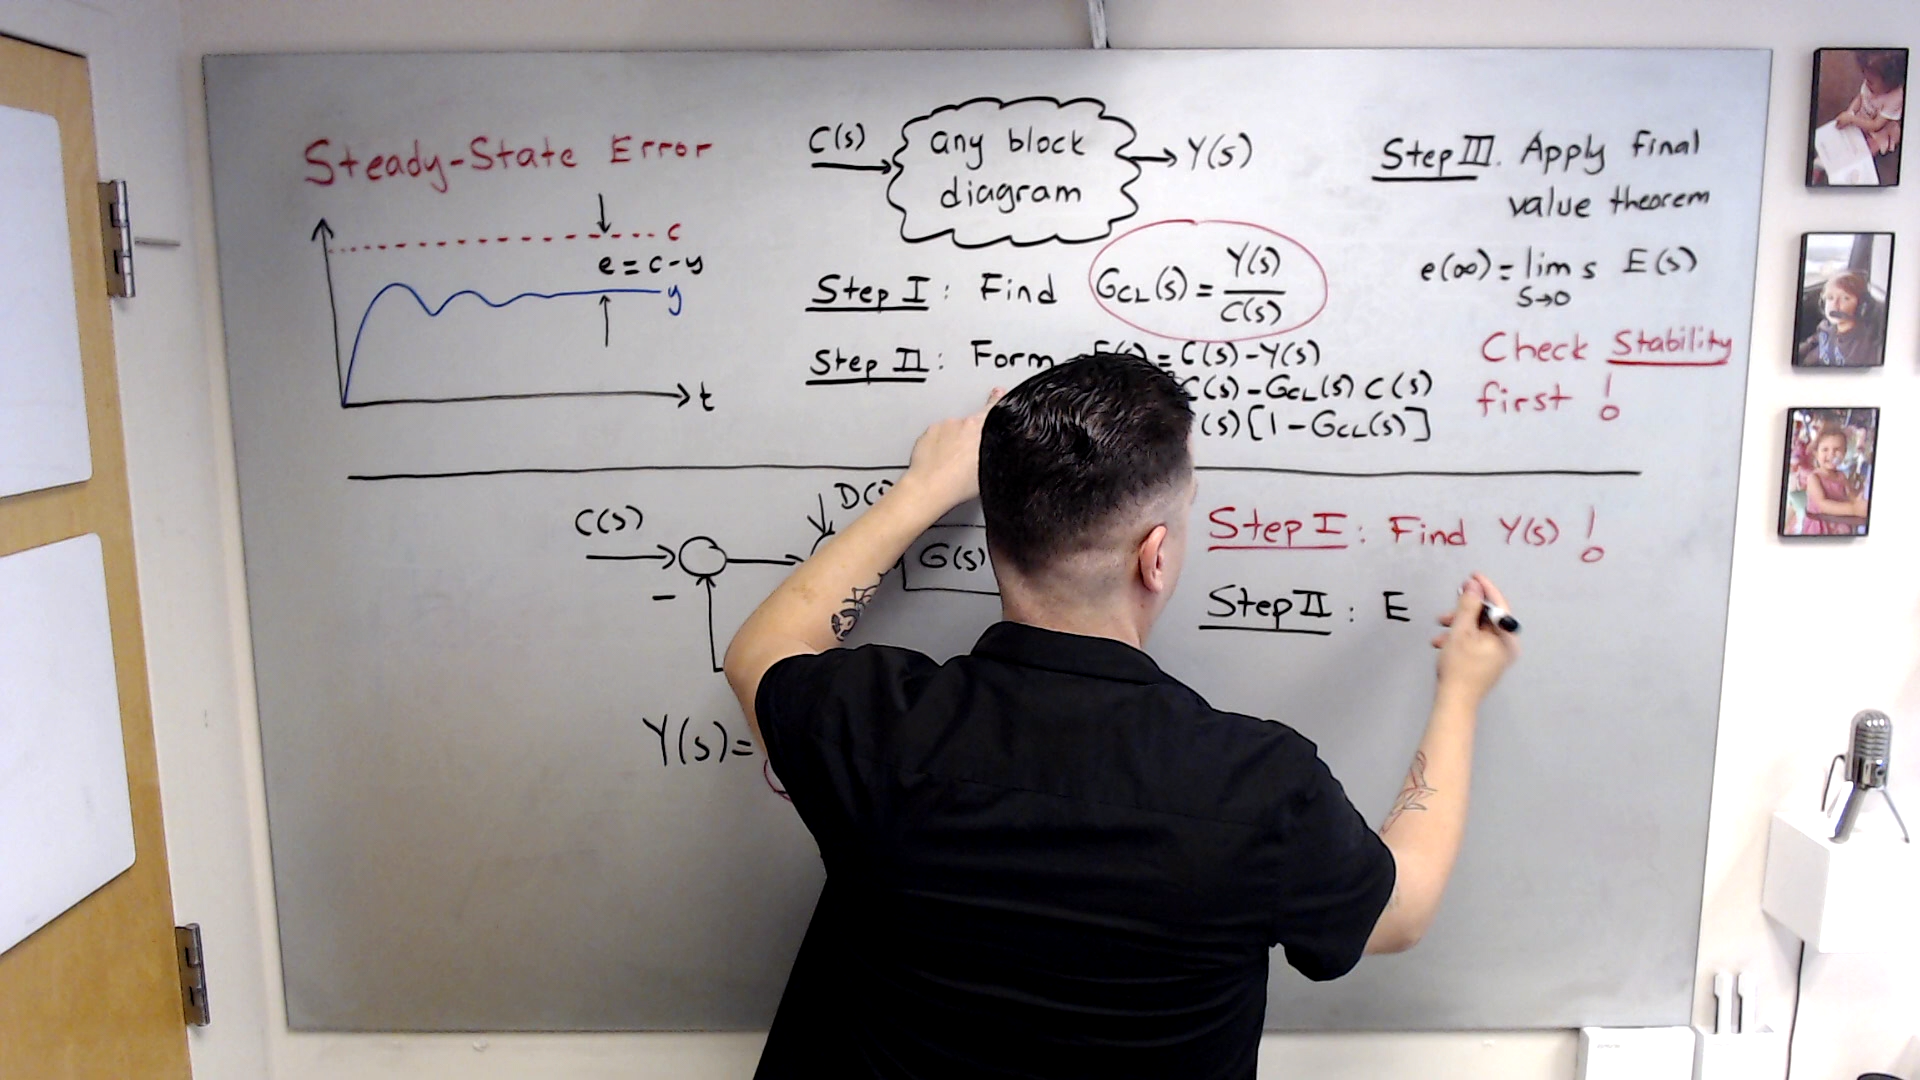 Steady-State Error
c
e = c - y
y
t
C(s)
any block
diagram
Y(s)
Step I : Find G_CL(s) = Y(s) / C(s)
Step II : Form E(s) = C(s) - Y(s)
C(s) - G_CL(s) C(s)
(s) [1 - G_CL(s)]
Step III. Apply final
value theorem
e(∞) = lim s E(s)
s→0
Check Stability
first !
C(s)
D(s
G(s)
−
Y(s) =
Step I : Find Y(s) !
Step II : E